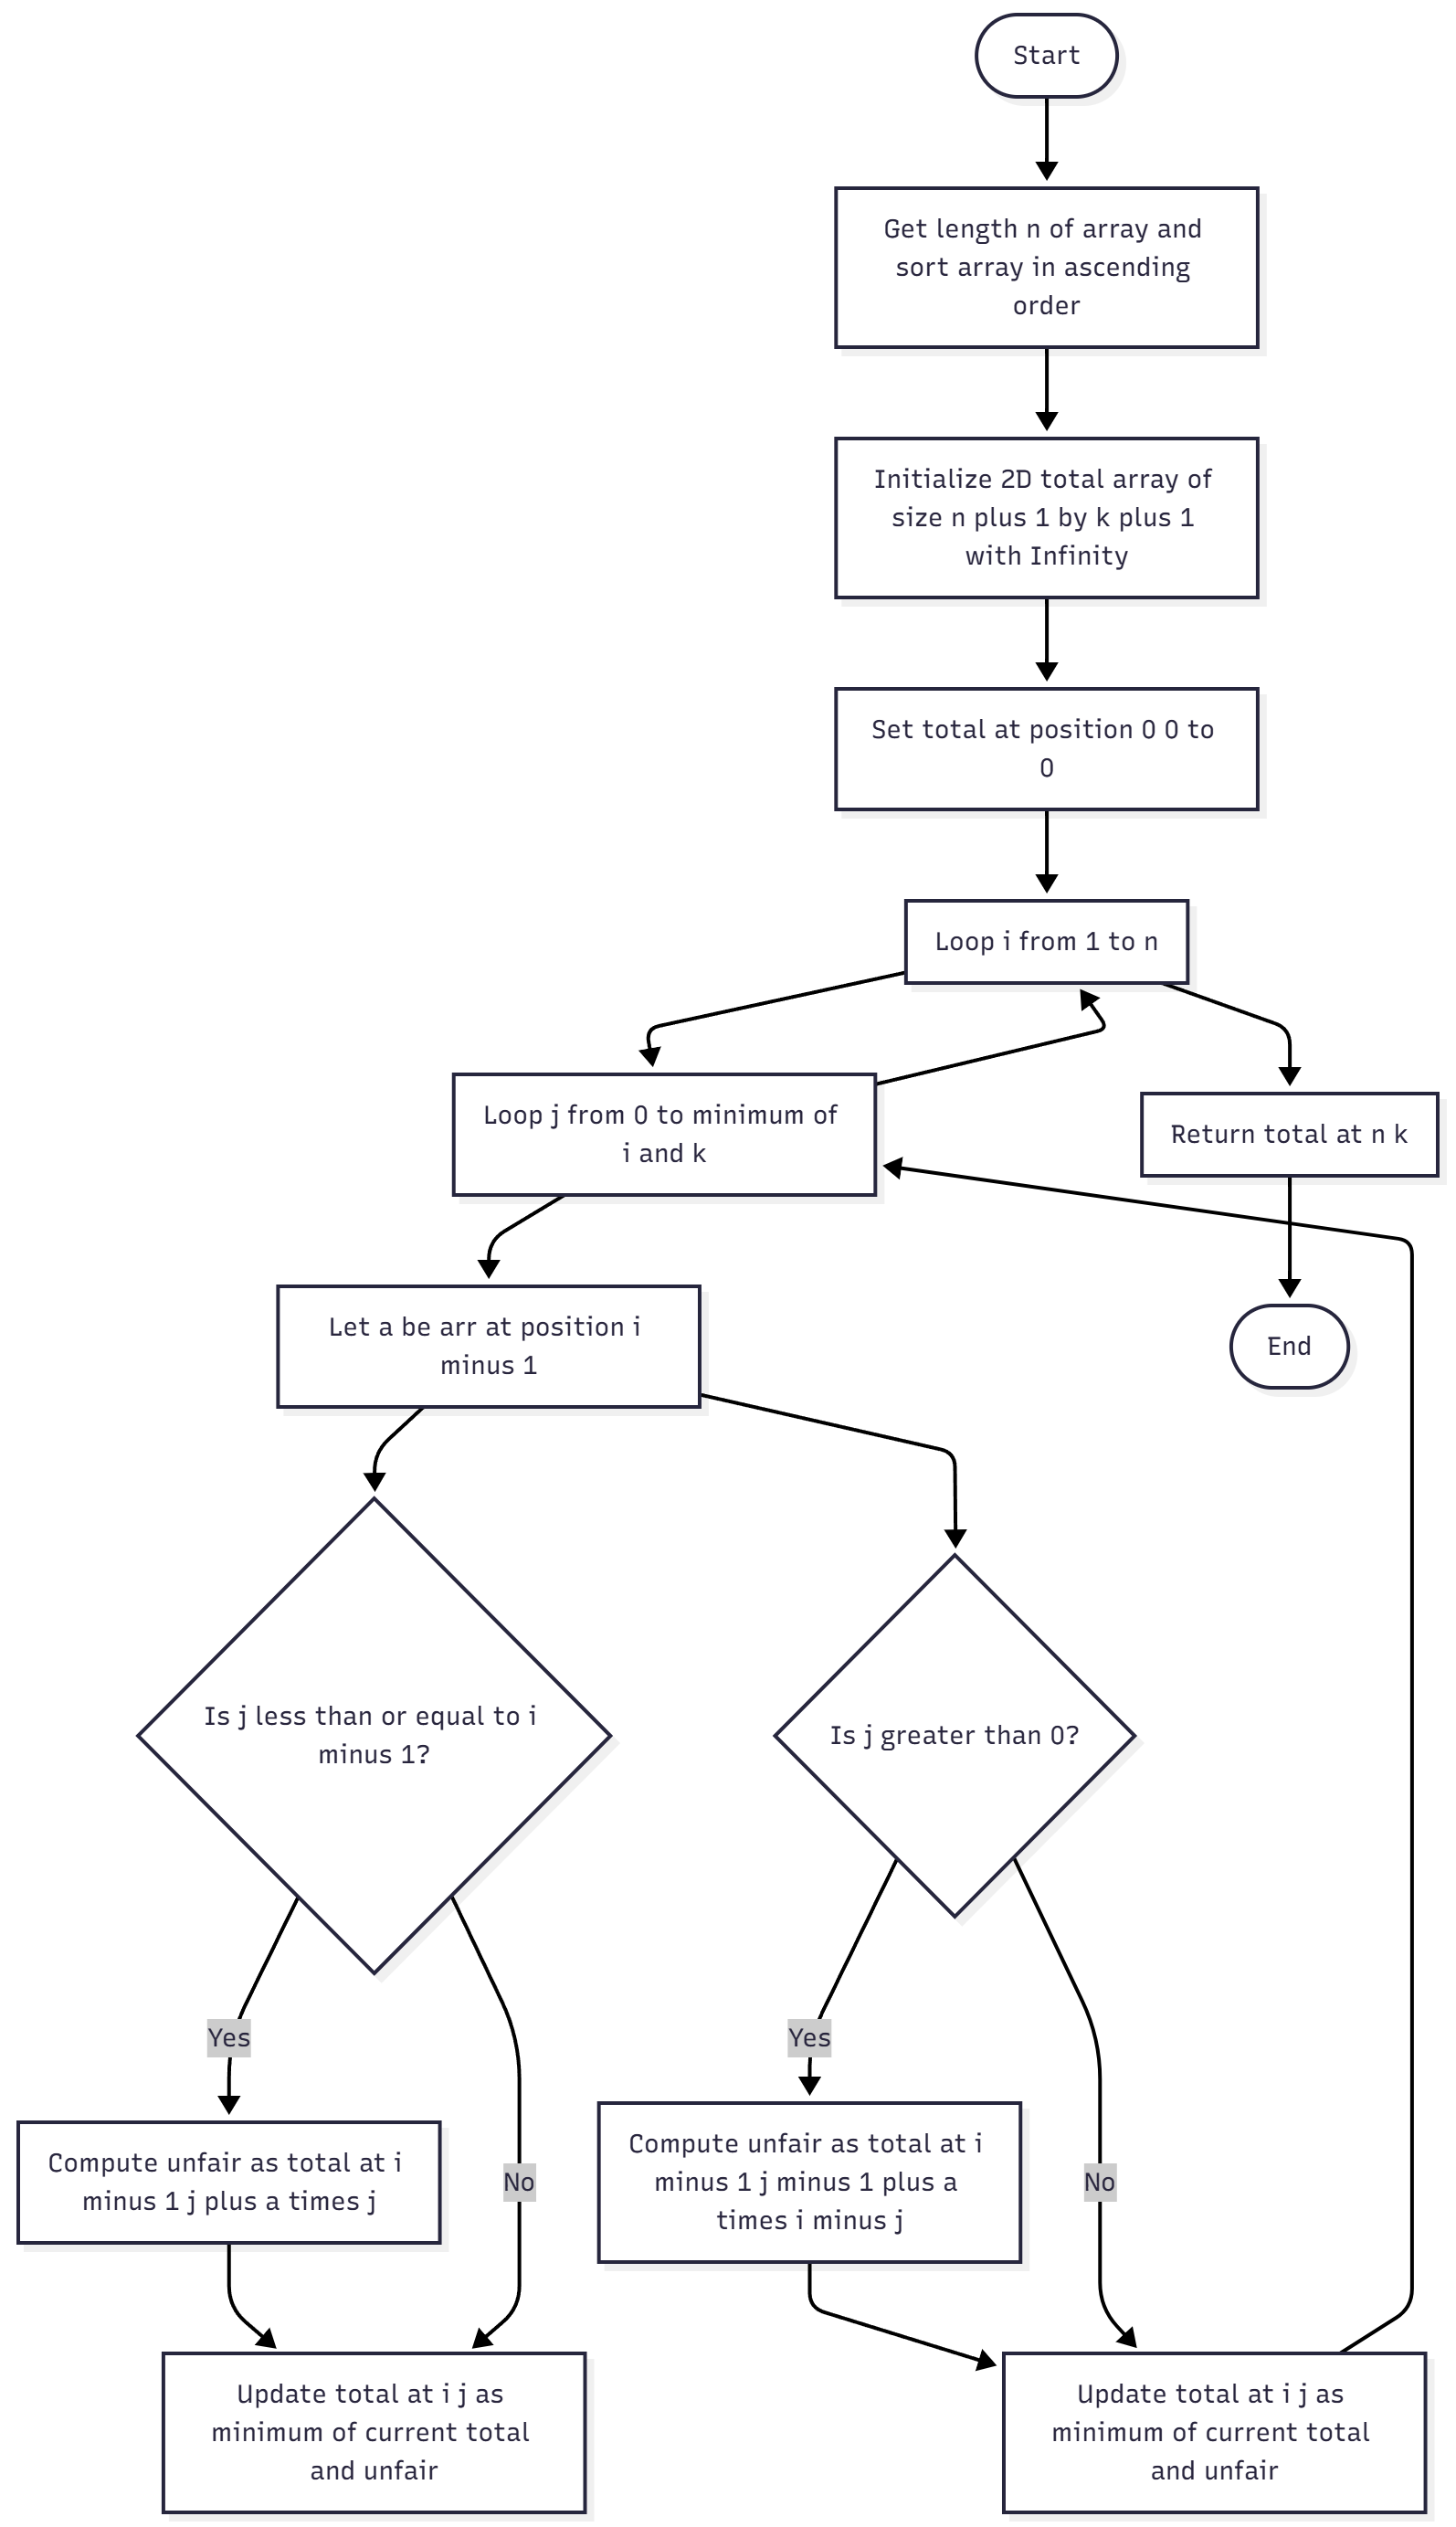 Start
Get length n of array and
sort array in ascending
order
Initialize 2D total array of
size n plus 1 by k plus 1
with Infinity
Set total at position 0 0 to
0
Loop i from 1 to n
Loop j from 0 to minimum of
i and k
Return total at n k
Let a be arr at position i
minus 1
End
Is j less than or equal to i
minus 1?
Is j greater than 0?
Yes
Yes
Compute unfair as total at i
minus 1 j plus a times j
No
Compute unfair as total at i
minus 1 j minus 1 plus a
times i minus j
No
Update total at i j as
minimum of current total
and unfair
Update total at i j as
minimum of current total
and unfair